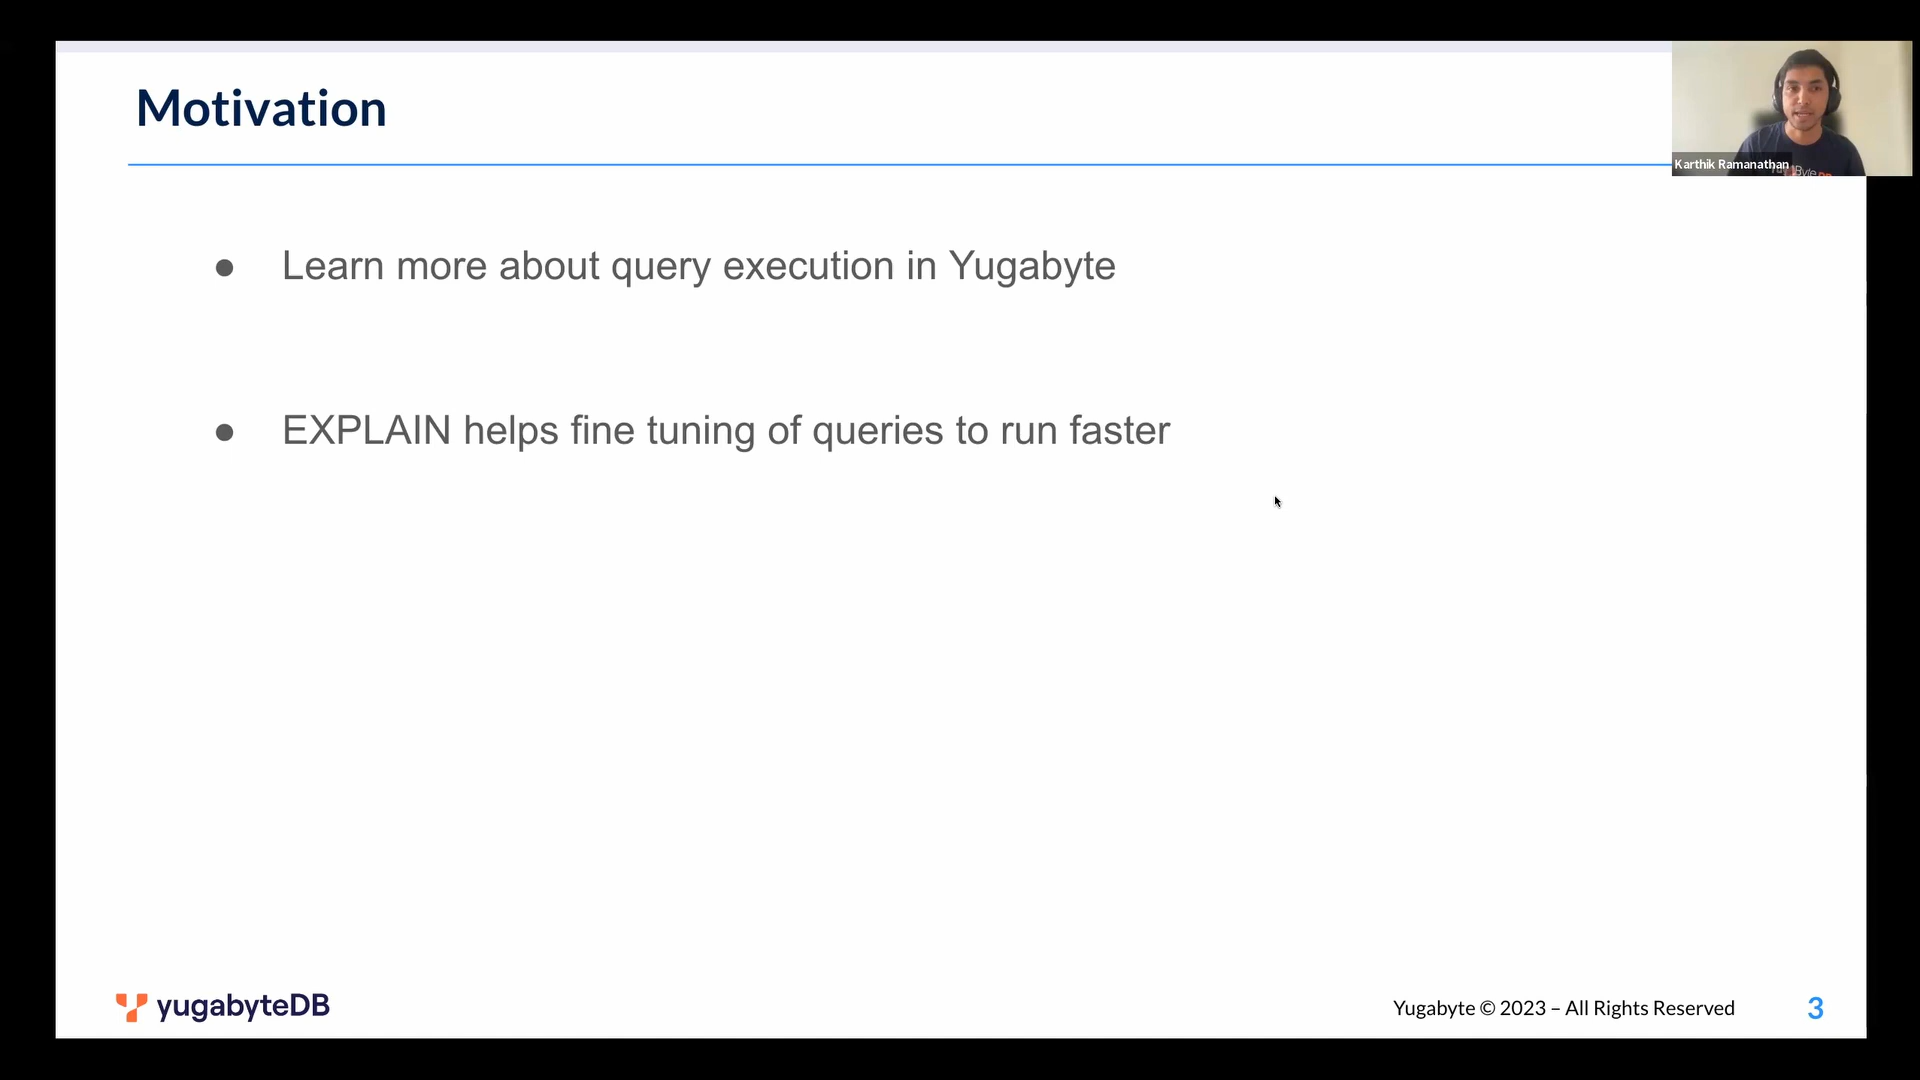 Motivation
Karthik Ramanathan
● Learn more about query execution in Yugabyte
● EXPLAIN helps fine tuning of queries to run faster
yugabyteDB
Yugabyte © 2023 – All Rights Reserved
3